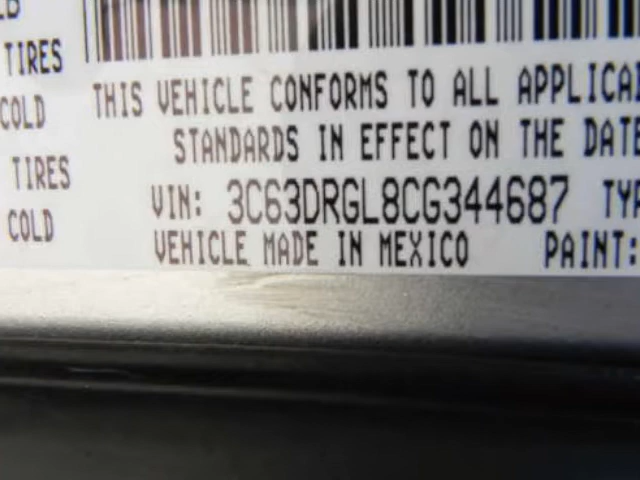 TIRES
COLD
TIRES
COLD
THIS VEHICLE CONFORMS TO ALL
STANDARDS IN EFFECT ON THE DATE
VIN: 3C63DRGL8CG344687
VEHICLE MADE IN MEXICO PAINT: